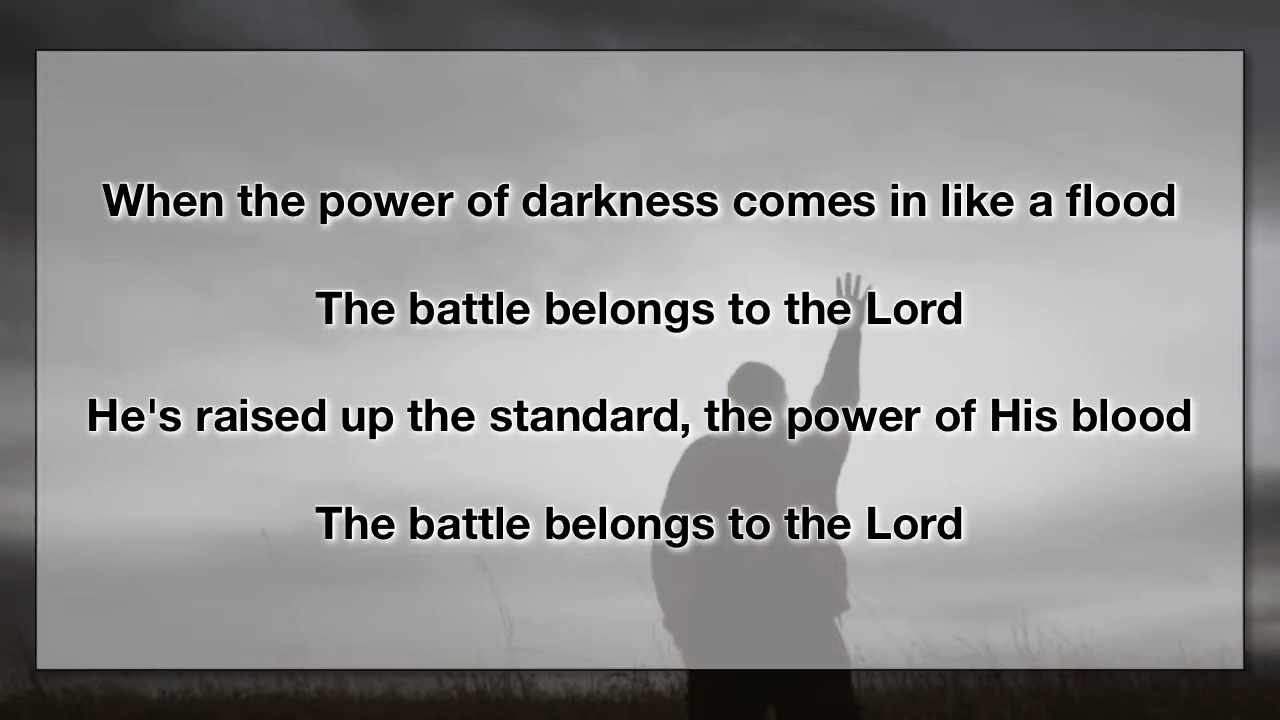 When the power of darkness comes in like a flood
The battle belongs to the Lord
He's raised up the standard, the power of His blood
The battle belongs to the Lord